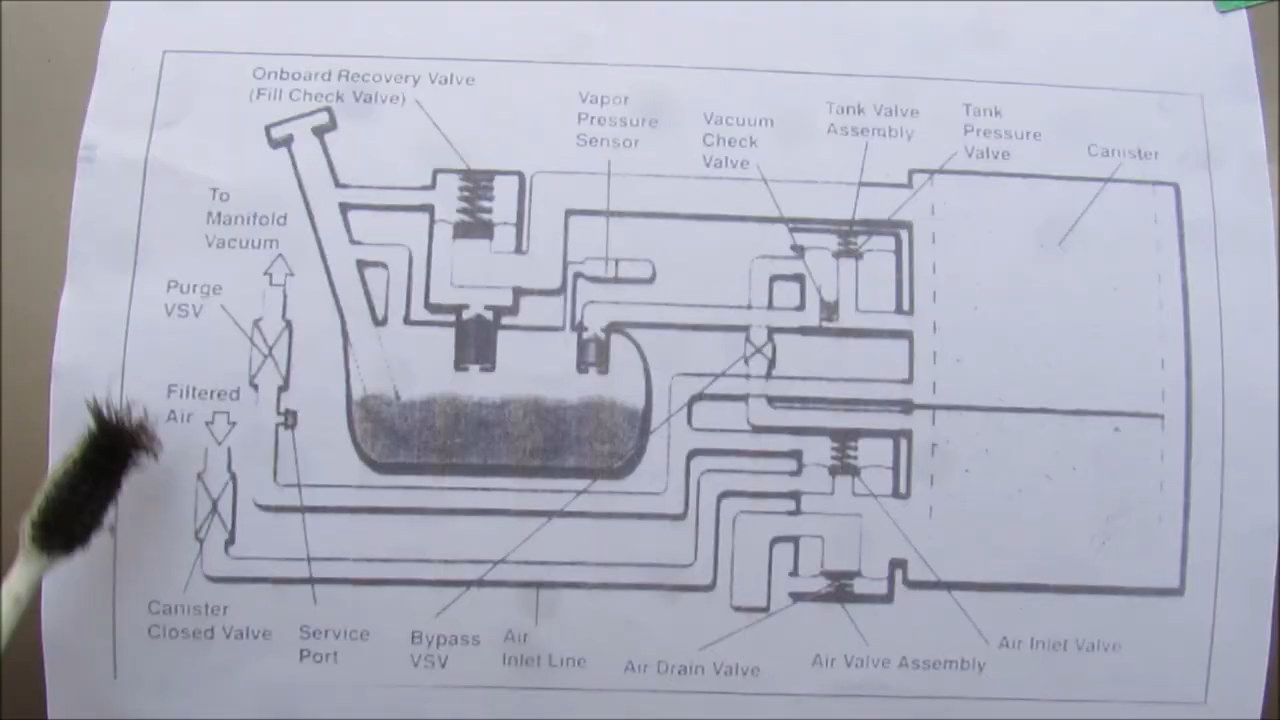 Onboard Recovery Valve
(Fill Check Valve)
Vapor
Pressure
Sensor
Vacuum
Check
Valve
Tank Valve
Assembly
Tank
Pressure
Valve
Canister
To
Manifold
Vacuum
Purge
VSV
Filtered
Air
Canister
Closed Valve
Service
Port
Bypass
VSV
Air
Inlet Line
Air Drain Valve
Air Valve Assembly
Air Inlet Valve